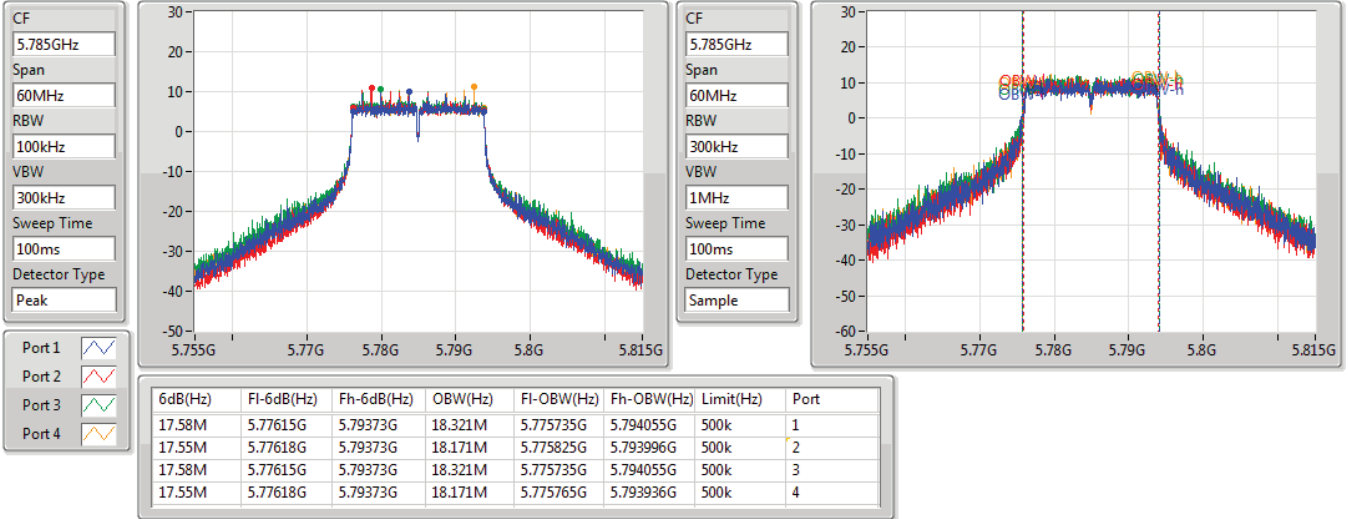 CF
5.785GHz
Span
60MHz
RBW
100kHz
VBW
300kHz
Sweep Time
100ms
Detector Type
Peak
30
20
10
0
-10
-20
-30
-40
-50
5.755G 5.77G 5.78G 5.79G 5.8G 5.815G
CF
5.785GHz
Span
60MHz
RBW
300kHz
VBW
1MHz
Sweep Time
100ms
Detector Type
Sample
30
20
10
0
-10
-20
-30
-40
-50
-60
OBW-h
OBW-h
5.755G 5.77G 5.78G 5.79G 5.8G 5.815G
Port 1
Port 2
Port 3
Port 4
6dB(Hz) Fl-6dB(Hz) Fh-6dB(Hz) OBW(Hz) Fl-OBW(Hz) Fh-OBW(Hz) Limit(Hz) Port
17.58M 5.77615G 5.79373G 18.321M 5.775735G 5.794055G 500k 1
17.55M 5.77618G 5.79373G 18.171M 5.775825G 5.793996G 500k 2
17.58M 5.77615G 5.79373G 18.321M 5.775735G 5.794055G 500k 3
17.55M 5.77618G 5.79373G 18.171M 5.775765G 5.793936G 500k 4